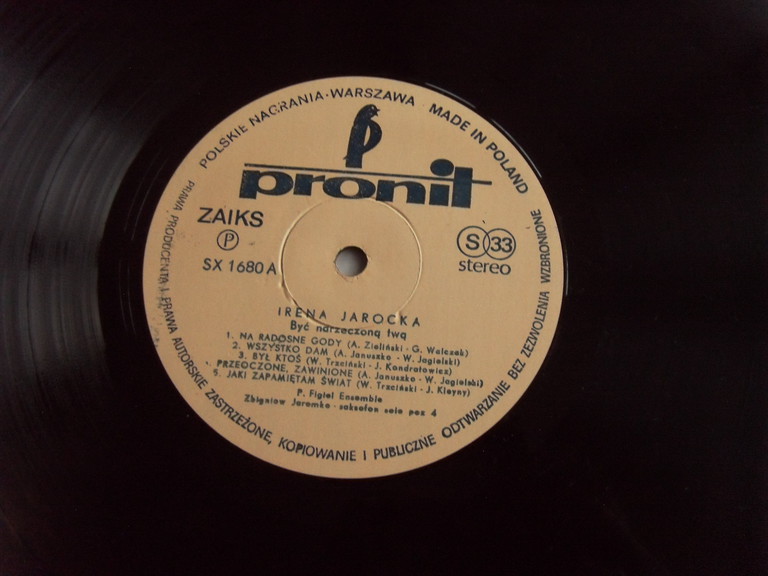 POLSKIE NAGRANIA·WARSZAWA · MADE IN POLAND
pronit
ZAIKS
P
SX 1680 A
S 33
stereo
IRENA JAROCKA
Być narzeczoną twą
1. NA RADOSNE GODY (A. Zieliński - G. Walczak)
2. WSZYSTKO DAM (A. Januszko - W. Jagielski)
3. BYŁ KTOŚ (W. Trzciński - J. Kondratowicz)
PRZEOCZONE, ZAWINIONE (A. Januszko - W. Jagielski)
5. JAKI ZAPAMIĘTAM ŚWIAT (W. Trzciński - J. Kleyny)
P. Figiel Ensemble
Zbigniew Jaremko - saksofon solo poz 4
PRAWA PRODUCENTA I PRAWA AUTORSKIE ZASTRZEŻONE, KOPIOWANIE I PUBLICZNE ODTWARZANIE BEZ ZEZWOLENIA WZBRONIONE